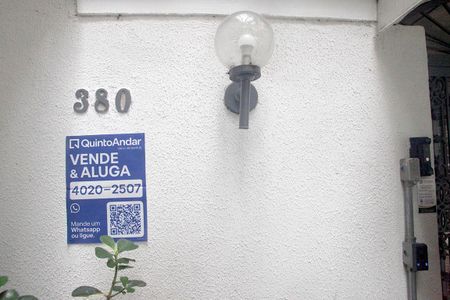 380
QuintoAndar
VENDE
& ALUGA
4020-2507
Mande um
Whatsapp
ou ligue.